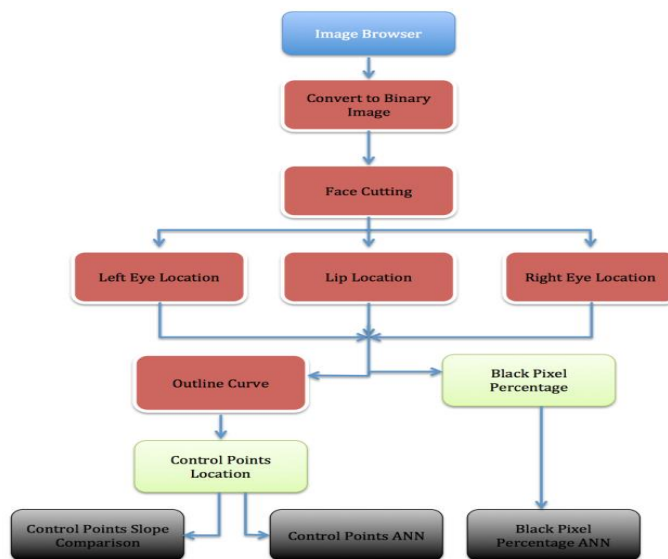 Image Browser
Convert to Binary
Image
Face Cutting
Left Eye Location
Lip Location
Right Eye Location
Outline Curve
Black Pixel
Percentage
Control Points
Location
Control Points Slope
Comparison
Control Points ANN
Black Pixel
Percentage ANN